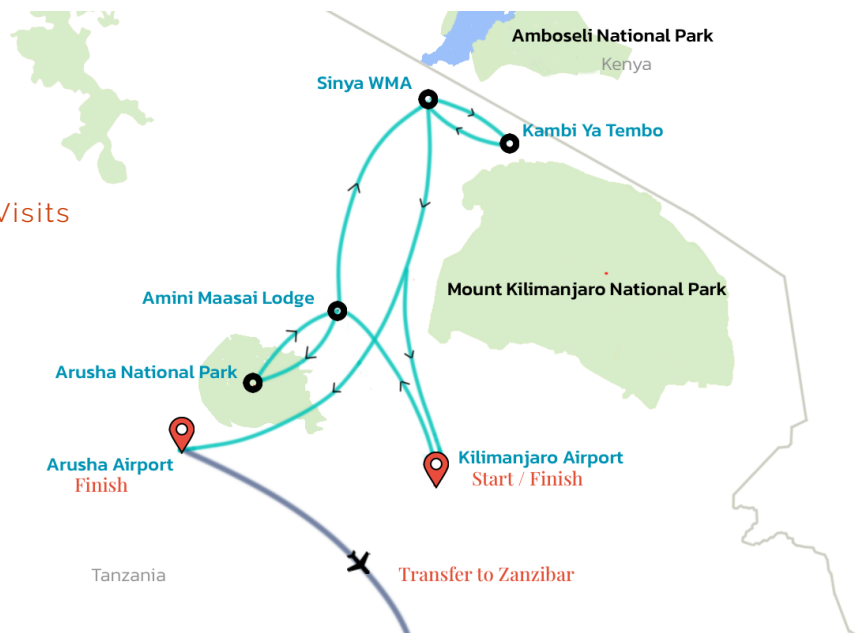 Amboseli National Park
Kenya
Sinya WMA
Kambi Ya Tembo
Visits
Mount Kilimanjaro National Park
Amini Maasai Lodge
Arusha National Park
Arusha Airport
Finish
Kilimanjaro Airport
Start / Finish
Tanzania
Transfer to Zanzibar